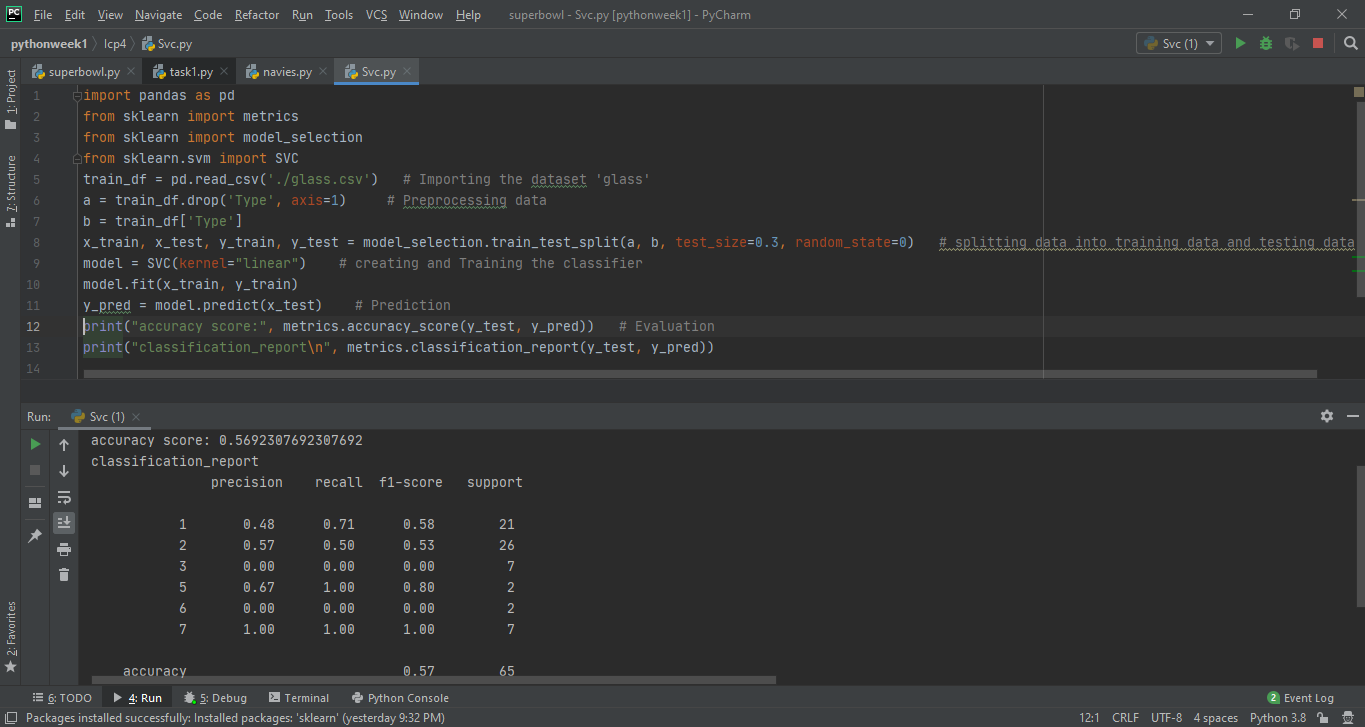 PC File Edit View Navigate Code Refactor Run Tools VCS Window Help superbowl - Svc.py [pythonweek1] - PyCharm
pythonweek1 lcp4 Svc.py Svc (1)
superbowl.py task1.py navies.py Svc.py
1: Project
7: Structure
1 import pandas as pd
2 from sklearn import metrics
3 from sklearn import model_selection
4 from sklearn.svm import SVC
5 train_df = pd.read_csv('./glass.csv')   # Importing the dataset 'glass'
6 a = train_df.drop('Type', axis=1)     # Preprocessing data
7 b = train_df['Type']
8 x_train, x_test, y_train, y_test = model_selection.train_test_split(a, b, test_size=0.3, random_state=0)   # splitting data into training data and testing data
9 model = SVC(kernel="linear")    # creating and Training the classifier
10 model.fit(x_train, y_train)
11 y_pred = model.predict(x_test)    # Prediction
12 print("accuracy score:", metrics.accuracy_score(y_test, y_pred))   # Evaluation
13 print("classification_report\n", metrics.classification_report(y_test, y_pred))
14
Run: Svc (1)
accuracy score: 0.5692307692307692
classification_report
precision recall f1-score support
1 0.48 0.71 0.58 21
2 0.57 0.50 0.53 26
3 0.00 0.00 0.00 7
5 0.67 1.00 0.80 2
6 0.00 0.00 0.00 2
7 1.00 1.00 1.00 7
accuracy 0.57 65
2: Favorites
6: TODO 4: Run 5: Debug Terminal Python Console 2 Event Log
Packages installed successfully: Installed packages: 'sklearn' (yesterday 9:32 PM) 12:1 CRLF UTF-8 4 spaces Python 3.8